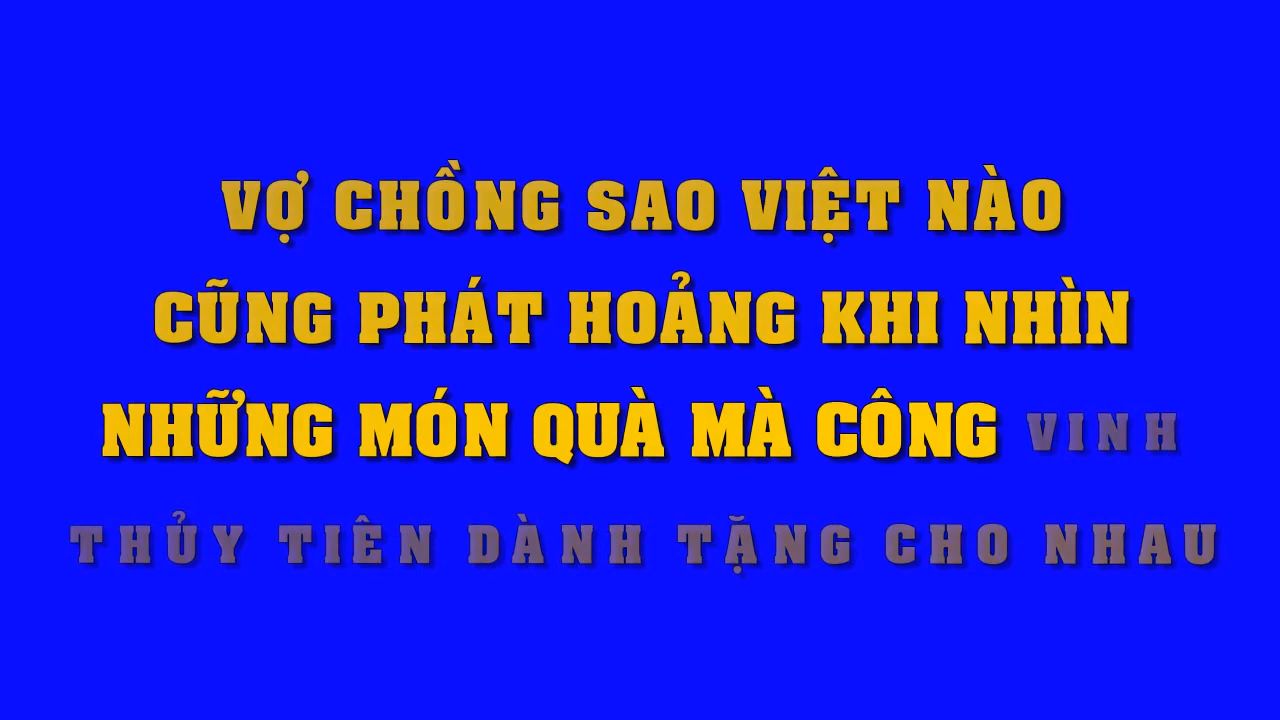 VỢ CHỒNG SAO VIỆT NÀO
CŨNG PHÁT HOẢNG KHI NHÌN
NHỮNG MÓN QUÀ MÀ CÔNG VINH
THỦY TIÊN DÀNH TẶNG CHO NHAU